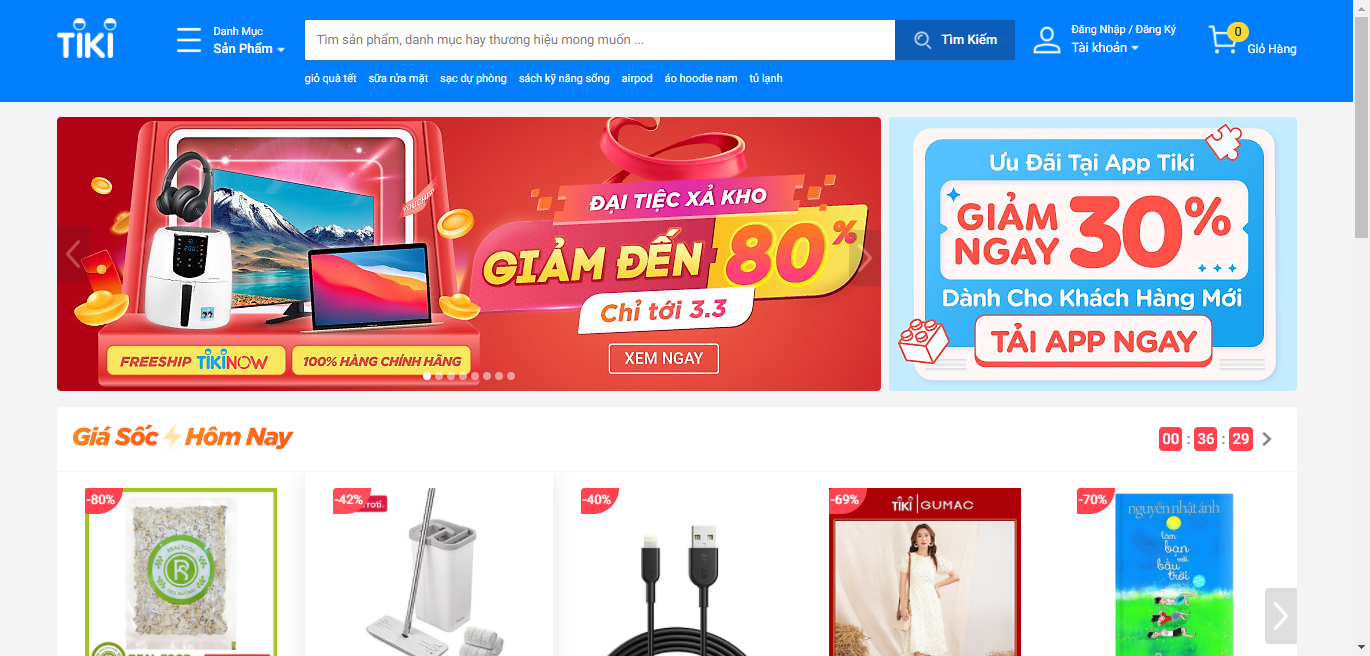 TIKI
Danh Mục
Sản Phẩm
Tìm sản phẩm, danh mục hay thương hiệu mong muốn ...
Tìm Kiếm
Đăng Nhập / Đăng Ký
Tài khoản
0
Giỏ Hàng
giỏ quà tết sữa rửa mặt sạc dự phòng sách kỹ năng sống airpod áo hoodie nam tủ lạnh
VOUCHER
ĐẠI TIỆC XẢ KHO
GIẢM ĐẾN 80%
Chỉ tới 3.3
XEM NGAY
FREESHIP TIKINOW
100% HÀNG CHÍNH HÃNG
Ưu Đãi Tại App Tiki
GIẢM NGAY 30%
Dành Cho Khách Hàng Mới
TẢI APP NGAY
Giá Sốc Hôm Nay
00 : 36 : 29
-80%
-42%
-40%
-69%
TIKI | GUMAC
-70%
nguyễn nhật ánh
làm
bạn
với
bầu
trời